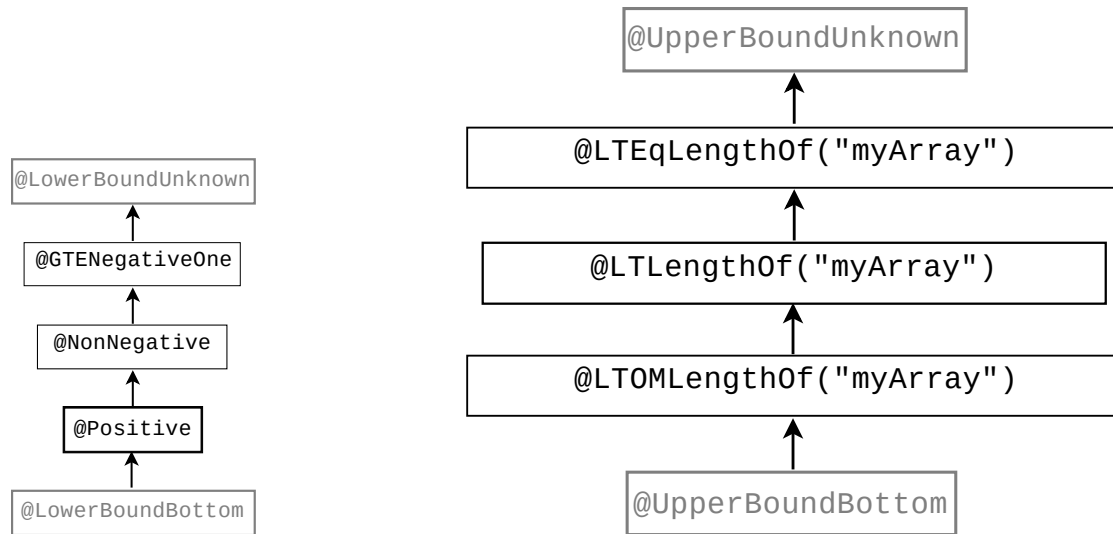 @LowerBoundUnknown
@GTENegativeOne
@NonNegative
@Positive
@LowerBoundBottom
@UpperBoundUnknown
@LTEqLengthOf("myArray")
@LTLengthOf("myArray")
@LTOMLengthOf("myArray")
@UpperBoundBottom